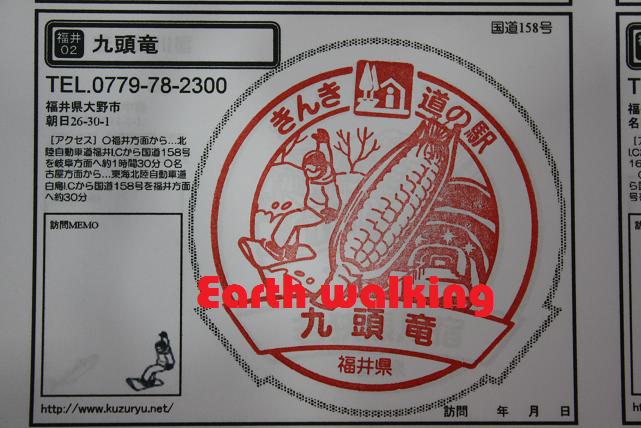 福井
02
九頭竜
国道158号
TEL.0779-78-2300
福井県大野市
朝日26-30-1
［アクセス］○福井方面から…北
陸自動車道福井ICから国道158号
を岐阜方面へ約1時間30分 ○名
古屋方面から…東海北陸自動車道
白鳥ICから国道158号を福井方面
へ約30分
訪問MEMO
きんき 道の駅
Earth walking
九頭竜
福井県
http://www.kuzuryu.net/
訪問　年　月　日